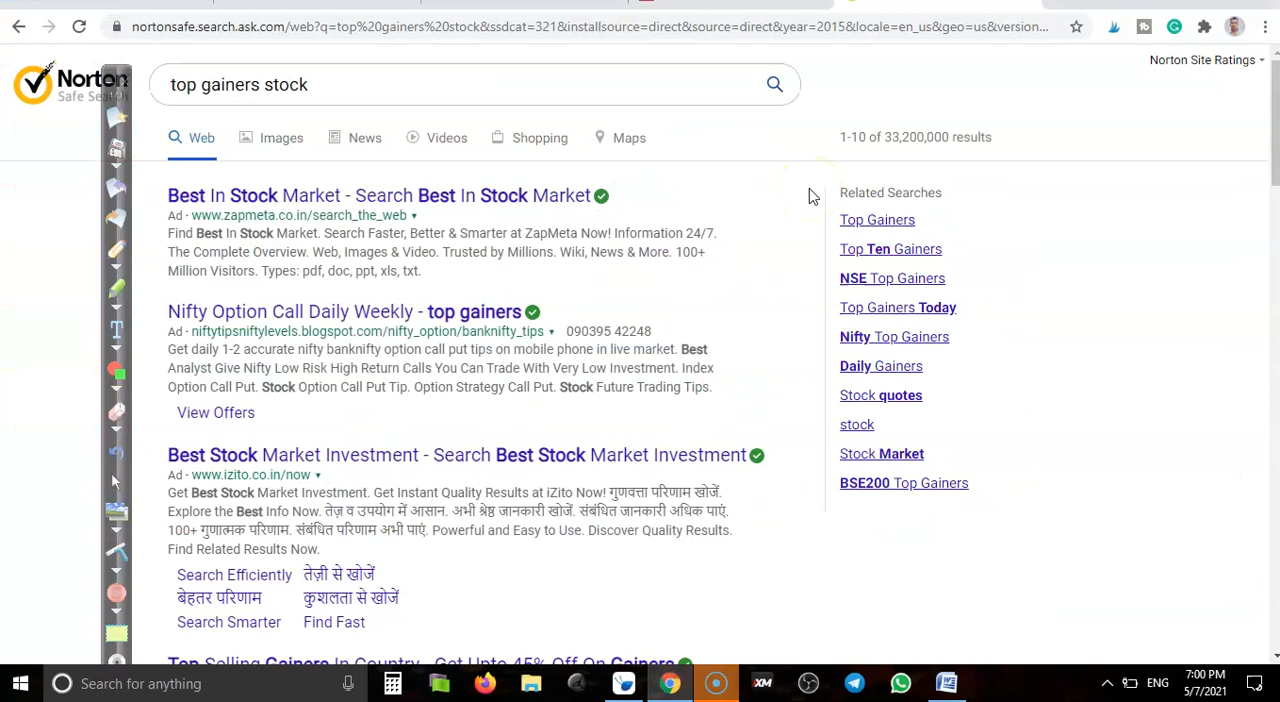 nortonsafe.search.ask.com/web?q=top%20gainers%20stock&ssdcat=321&installsource=direct&source=direct&year=2015&locale=en_us&geo=us&version...
Norton Site Ratings
Norton
Safe Search
top gainers stock
Web Images News Videos Shopping Maps
1-10 of 33,200,000 results
Best In Stock Market - Search Best In Stock Market
Ad · www.zapmeta.co.in/search_the_web
Find Best In Stock Market. Search Faster, Better & Smarter at ZapMeta Now! Information 24/7.
The Complete Overview. Web, Images & Video. Trusted by Millions. Wiki, News & More. 100+
Million Visitors. Types: pdf, doc, ppt, xls, txt.
Nifty Option Call Daily Weekly - top gainers
Ad · niftytipsniftylevels.blogspot.com/nifty_option/banknifty_tips 090395 42248
Get daily 1-2 accurate nifty banknifty option call put tips on mobile phone in live market. Best
Analyst Give Nifty Low Risk High Return Calls You Can Trade With Very Low Investment. Index
Option Call Put. Stock Option Call Put Tip. Option Strategy Call Put. Stock Future Trading Tips.
View Offers
Best Stock Market Investment - Search Best Stock Market Investment
Ad · www.izito.co.in/now
Get Best Stock Market Investment. Get Instant Quality Results at iZito Now! गुणवत्ता परिणाम खोजें.
Explore the Best Info Now. तेज़ व उपयोग में आसान. अभी श्रेष्ठ जानकारी खोजें. संबंधित जानकारी अधिक पाएं.
100+ गुणात्मक परिणाम. संबंधित परिणाम अभी पाएं. Powerful and Easy to Use. Discover Quality Results.
Find Related Results Now.
Search Efficiently तेज़ी से खोजें
बेहतर परिणाम कुशलता से खोजें
Search Smarter Find Fast
Top Selling Gainers In Country - Get Upto 45% Off On Gainers
Related Searches
Top Gainers
Top Ten Gainers
NSE Top Gainers
Top Gainers Today
Nifty Top Gainers
Daily Gainers
Stock quotes
stock
Stock Market
BSE200 Top Gainers
Search for anything
XM
ENG
7:00 PM
5/7/2021